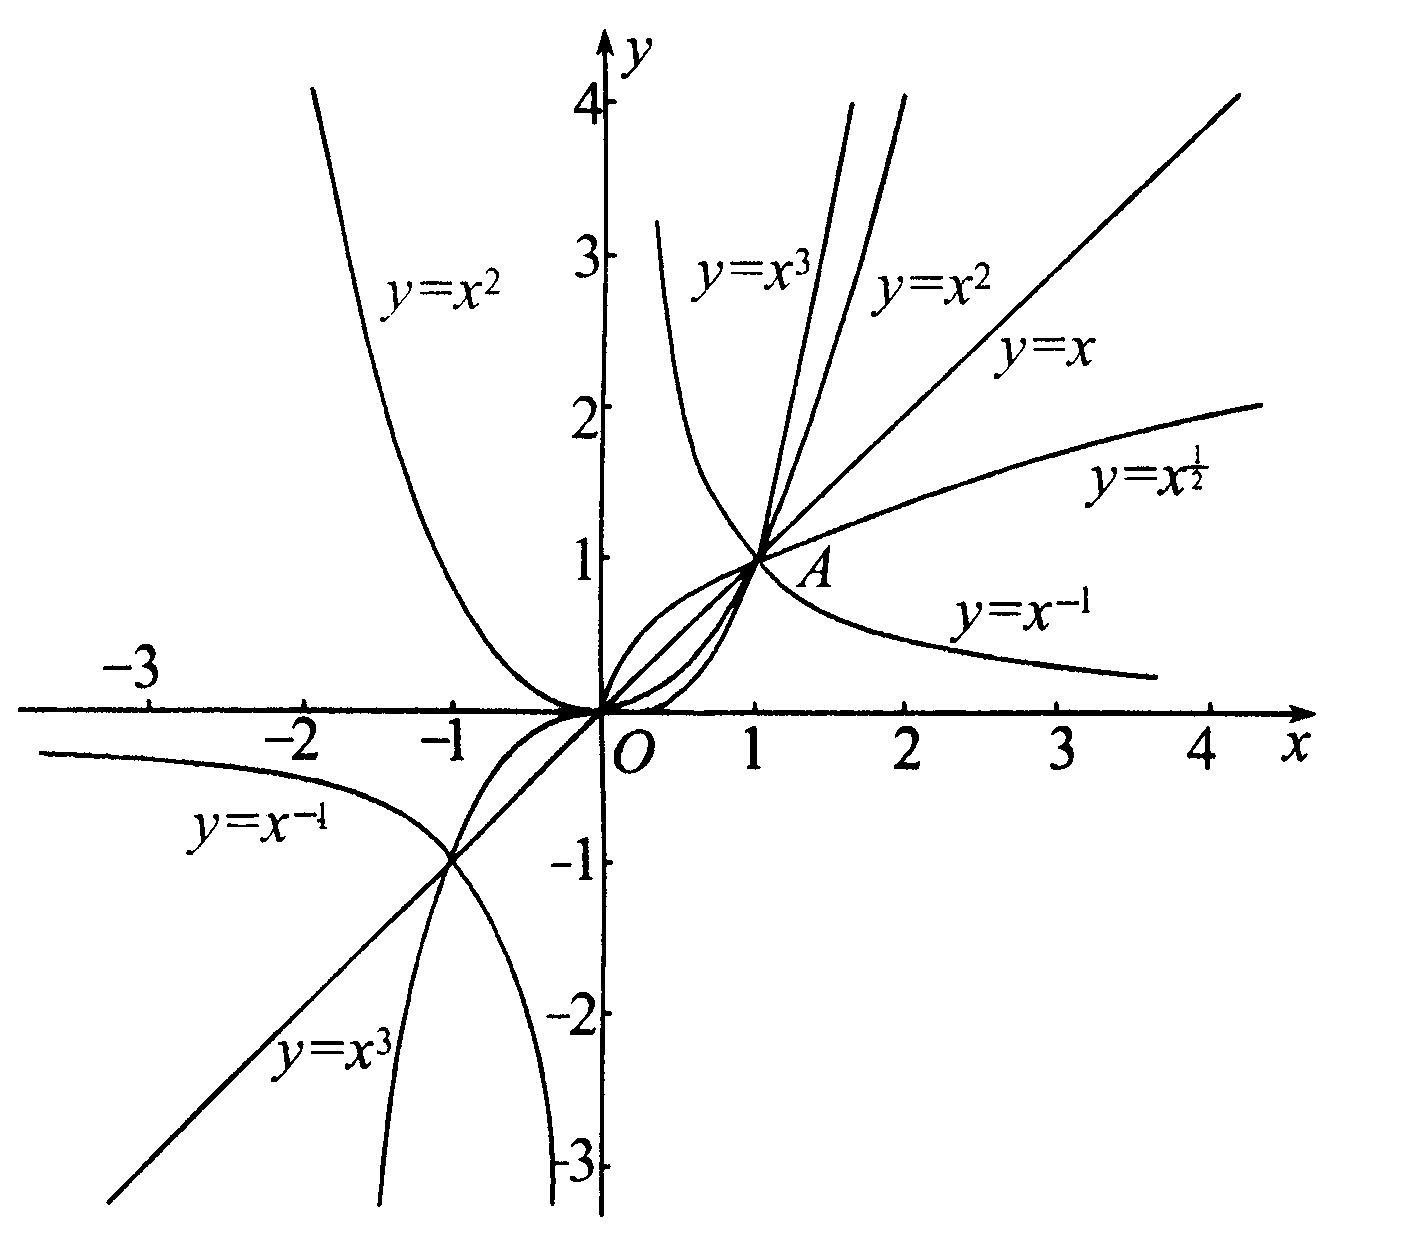 y
4
3
y=x³
y=x²
y=x²
y=x
2
y=x^{\frac{1}{2}}
1
A
y=x⁻¹
−3
−2
−1
O
1
2
3
4
x
y=x⁻¹
−1
−2
y=x³
−3